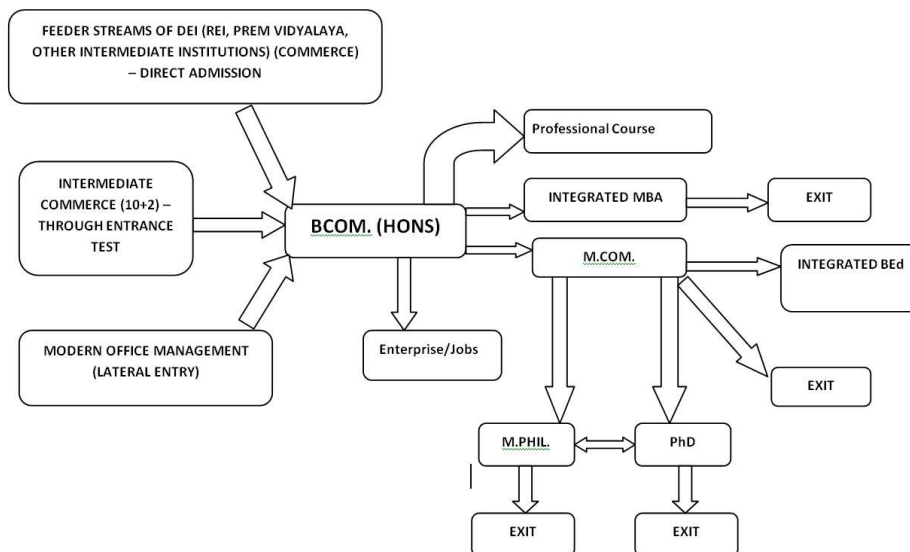 FEEDER STREAMS OF DEI (REI, PREM VIDYALAYA,
OTHER INTERMEDIATE INSTITUTIONS) (COMMERCE)
– DIRECT ADMISSION
Professional Course
INTERMEDIATE
COMMERCE (10+2) –
THROUGH ENTRANCE
TEST
BCOM. (HONS)
INTEGRATED MBA
EXIT
M.COM.
INTEGRATED BEd
MODERN OFFICE MANAGEMENT
(LATERAL ENTRY)
Enterprise/Jobs
EXIT
M.PHIL.
PhD
EXIT
EXIT